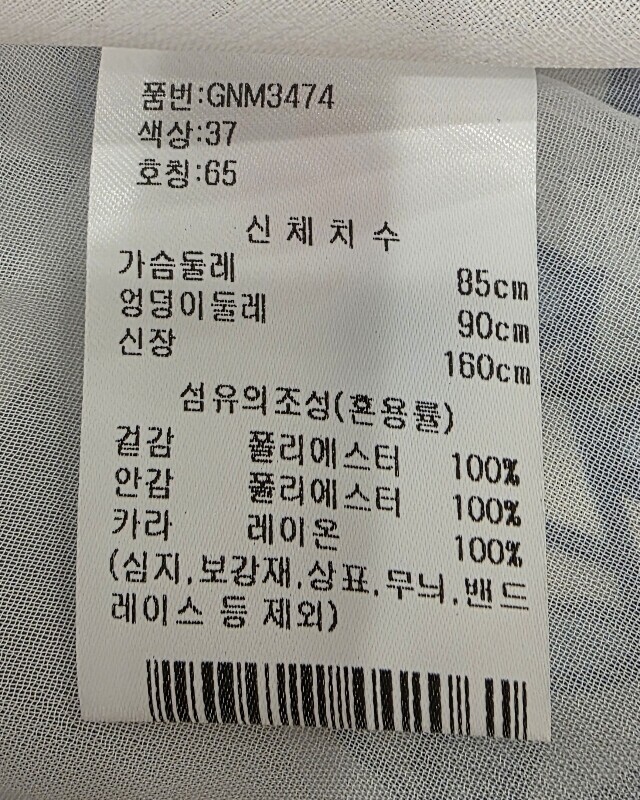 품번:GNM3474
색상:37
호칭:65
신체치수
가슴둘레 85cm
엉덩이둘레 90cm
신장 160cm
섬유의조성(혼용률)
겉감 폴리에스터 100%
안감 폴리에스터 100%
카라 레이온 100%
(심지,보강재,상표,무늬,밴드
레이스 등 제외)